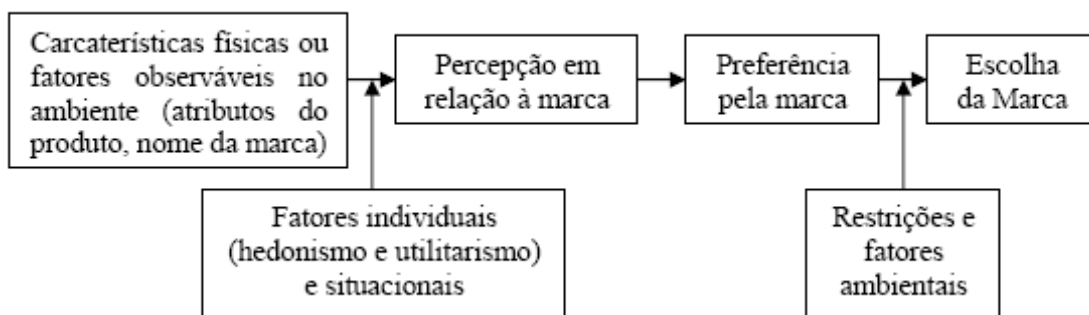 Carcaterísticas físicas ou
fatores observáveis no
ambiente (atributos do
produto, nome da marca)
Percepção em
relação à marca
Preferência
pela marca
Escolha
da Marca
Fatores individuais
(hedonismo e utilitarismo)
e situacionais
Restrições e
fatores
ambientais